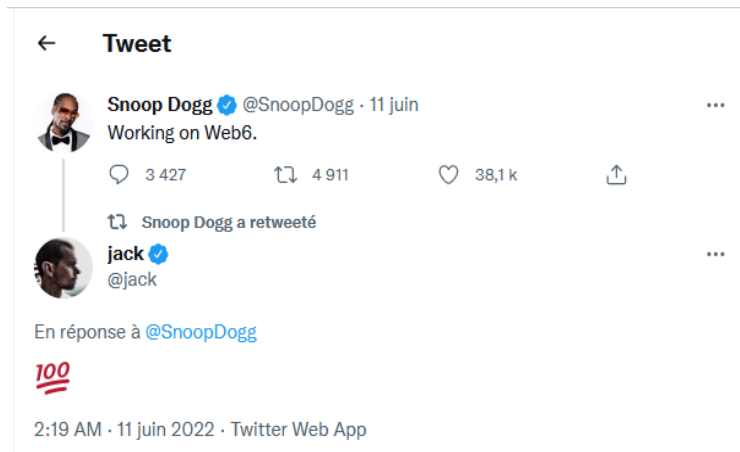 Tweet
Snoop Dogg @SnoopDogg · 11 juin
Working on Web6.
3 427 4 911 38,1 k
Snoop Dogg a retweeté
jack
@jack
En réponse à @SnoopDogg
💯
2:19 AM · 11 juin 2022 · Twitter Web App